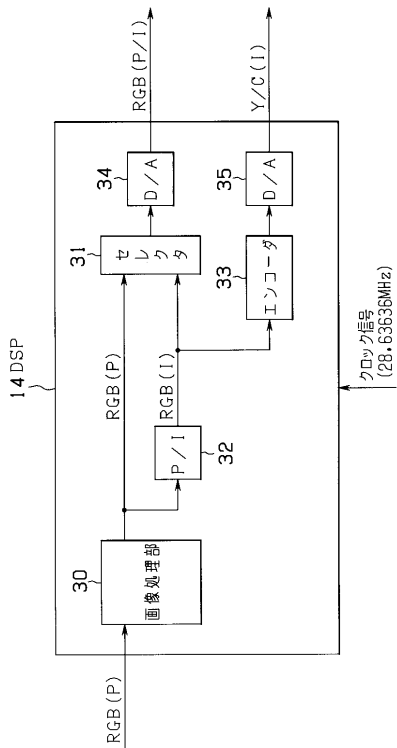 14 DSP
RGB(P)
30
画像処理部
RGB(P)
P/I
32
RGB(I)
31
セレクタ
34
D/A
RGB(P/I)
33
エンコーダ
35
D/A
Y/C(I)
クロック信号
(28.63636MHz)